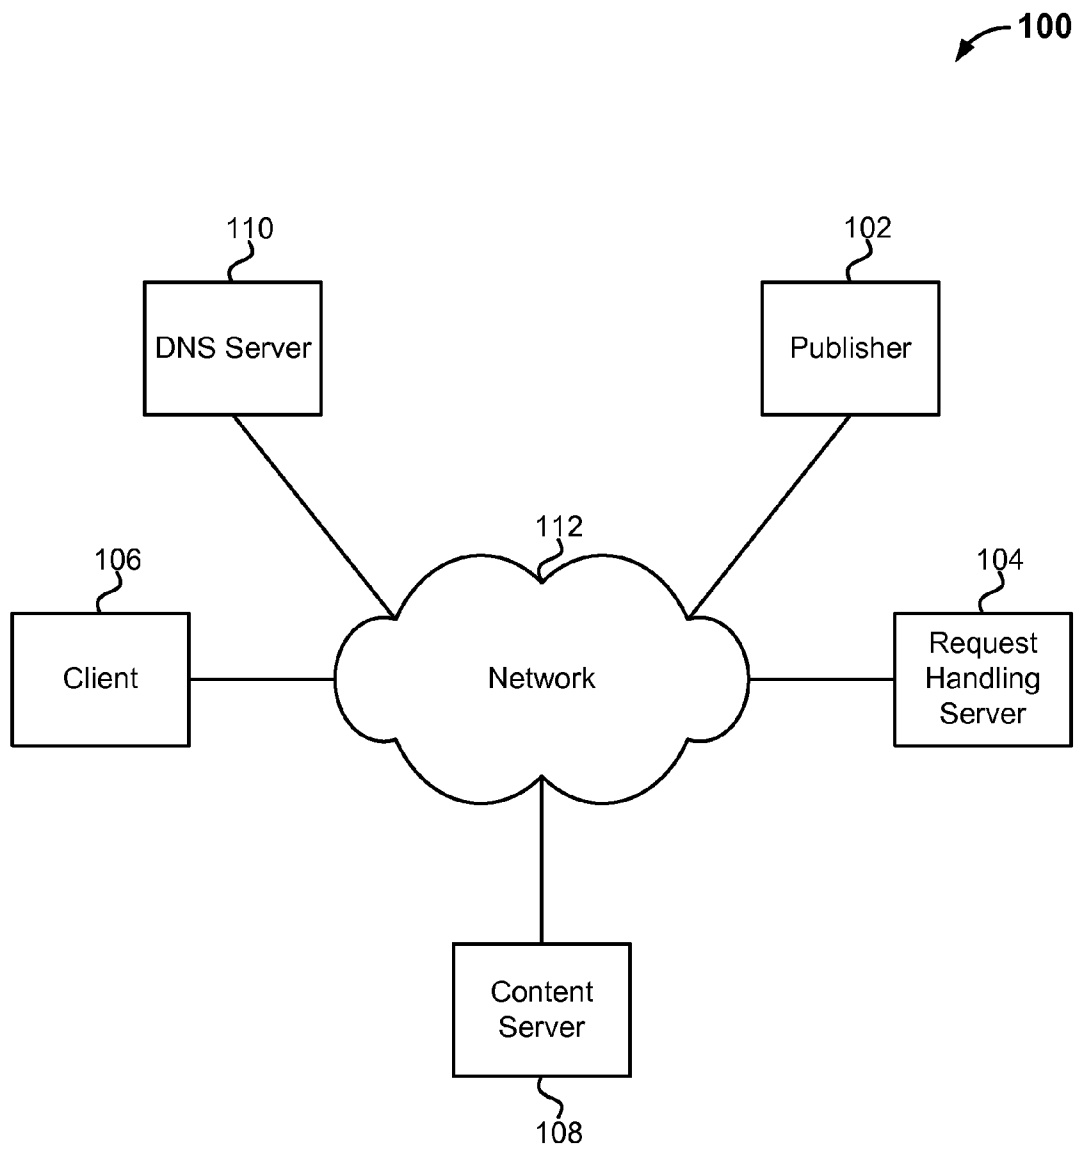 100
110
102
DNS Server
Publisher
112
106
104
Client
Network
Request
Handling
Server
Content
Server
108